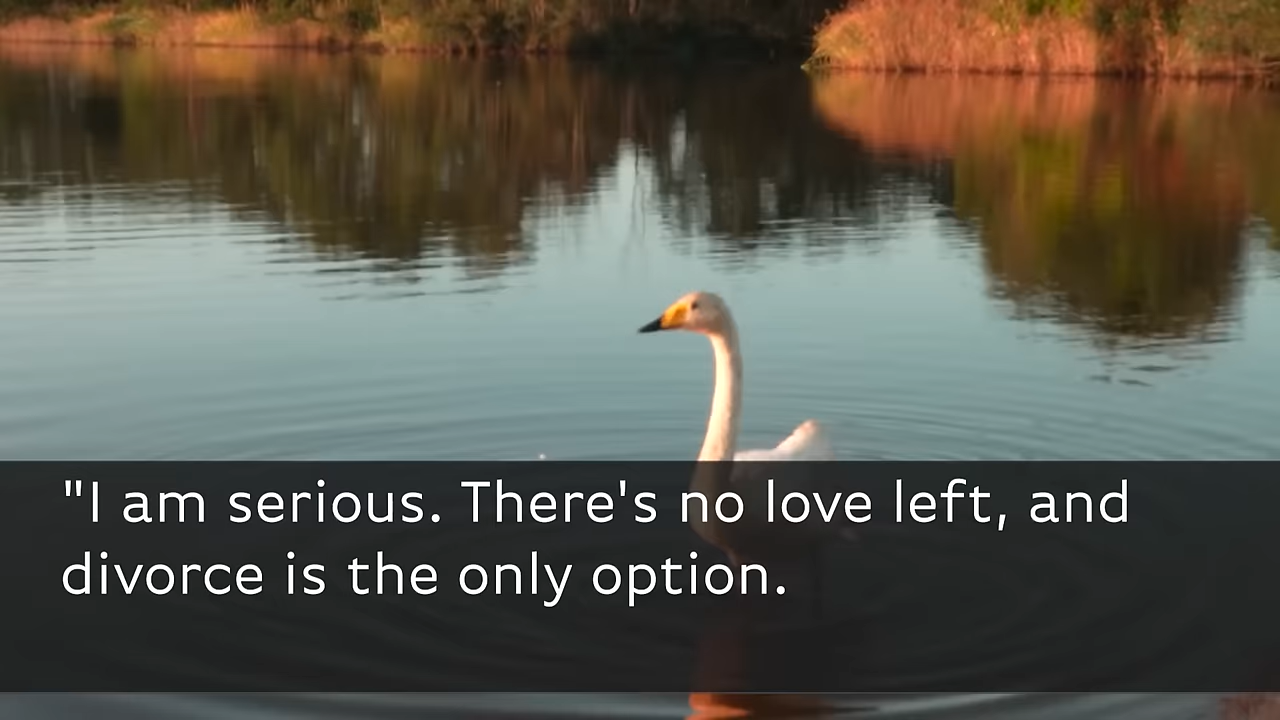 "I am serious. There's no love left, and
divorce is the only option.